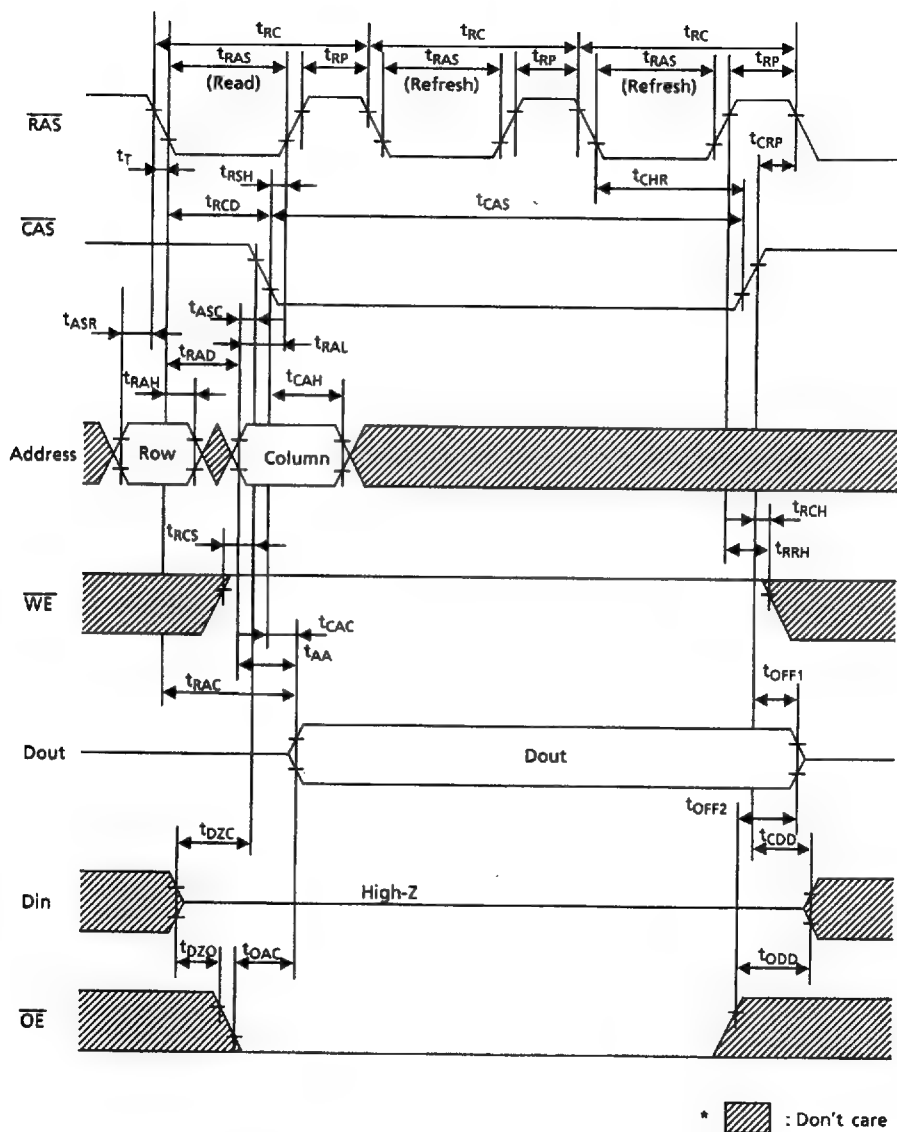 tRC tRC tRC
tRAS tRP tRAS tRP tRAS tRP
(Read) (Refresh) (Refresh)
RAS
tCRP
tT tRSH tCHR
tRCD tCAS
CAS
tASC
tASR tRAL
tRAD
tRAH tCAH
Address Row Column
tRCH
tRCS tRRH
WE
tCAC
tAA
tRAC tOFF1
Dout Dout
tOFF2
tDZC tCDD
Din High-Z
tDZO tOAC tODD
OE
* : Don't care